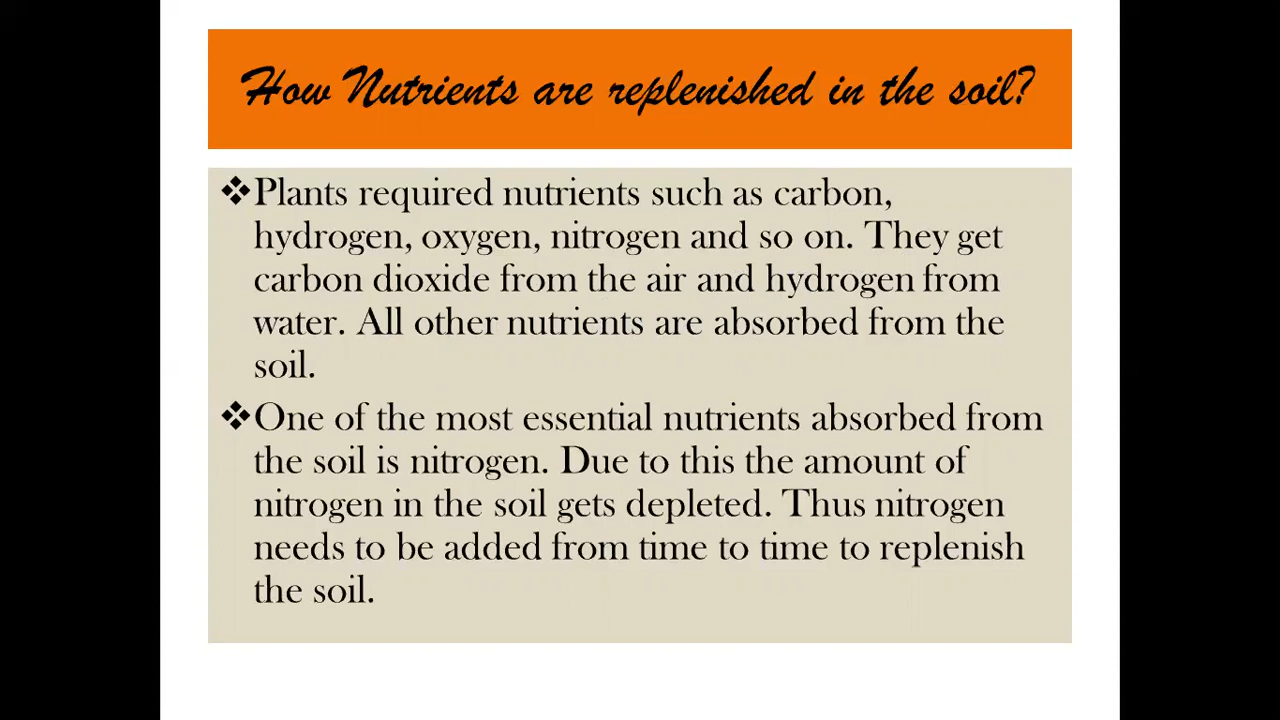 How Nutrients are replenished in the soil?
❖Plants required nutrients such as carbon,
hydrogen, oxygen, nitrogen and so on. They get
carbon dioxide from the air and hydrogen from
water. All other nutrients are absorbed from the
soil.
❖One of the most essential nutrients absorbed from
the soil is nitrogen. Due to this the amount of
nitrogen in the soil gets depleted. Thus nitrogen
needs to be added from time to time to replenish
the soil.